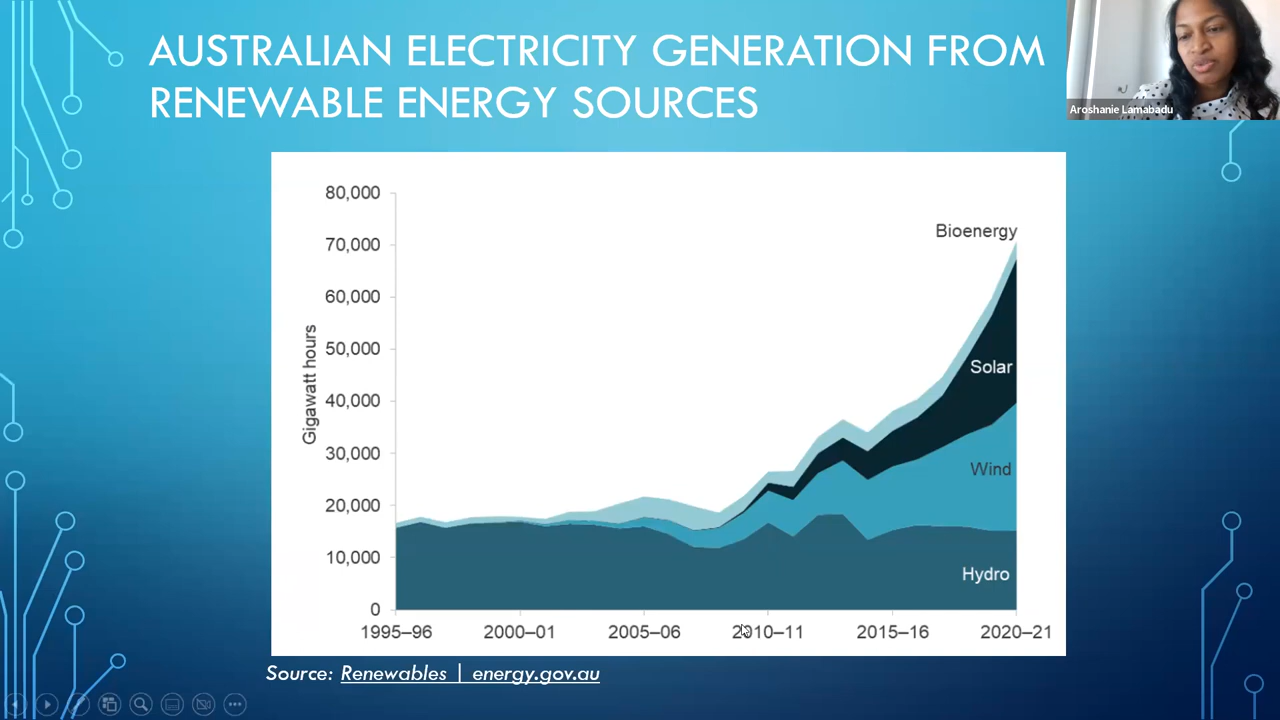 AUSTRALIAN ELECTRICITY GENERATION FROM
RENEWABLE ENERGY SOURCES
Aroshanie Lamabadu
80,000
70,000
60,000
50,000
40,000
30,000
20,000
10,000
0
Gigawatt hours
Bioenergy
Solar
Wind
Hydro
1995–96
2000–01
2005–06
2010–11
2015–16
2020–21
Source: Renewables | energy.gov.au